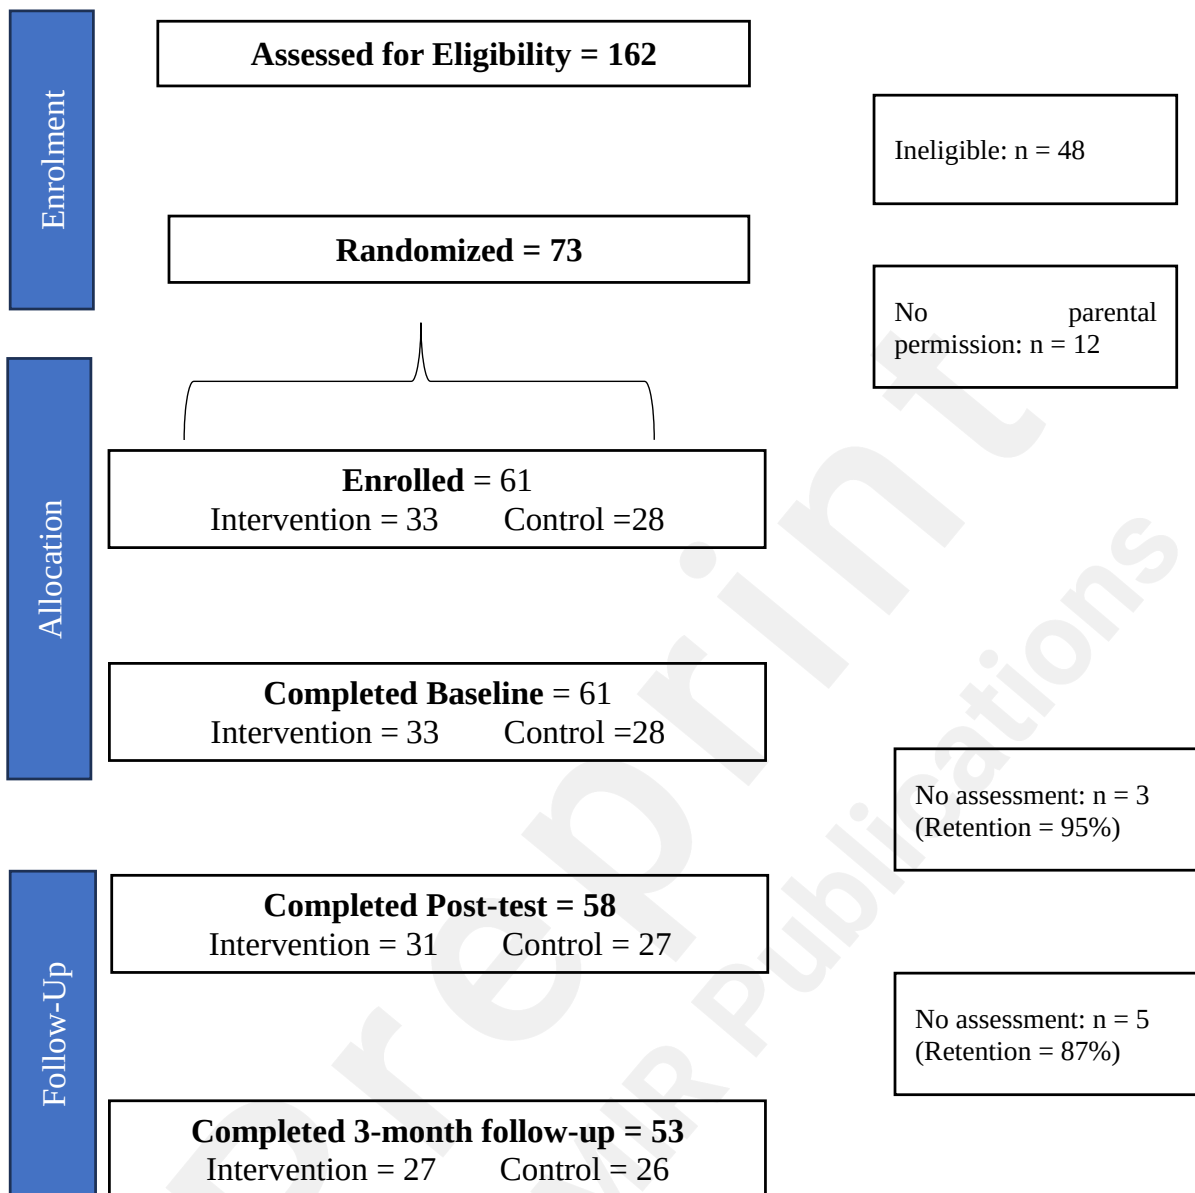 Enrolment
Assessed for Eligibility = 162
Ineligible: n = 48
Randomized = 73
No parental
permission: n = 12
Allocation
Enrolled = 61
Intervention = 33 Control =28
Completed Baseline = 61
Intervention = 33 Control =28
No assessment: n = 3
(Retention = 95%)
Follow-Up
Completed Post-test = 58
Intervention = 31 Control = 27
No assessment: n = 5
(Retention = 87%)
Completed 3-month follow-up = 53
Intervention = 27 Control = 26
Preprint
MIR Publications